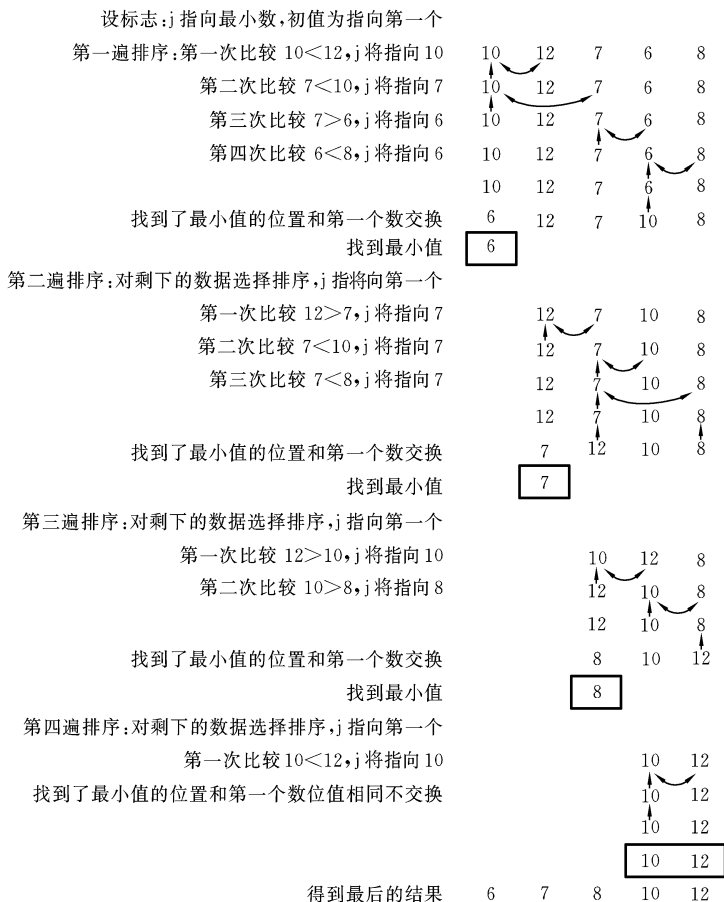 设标志:j指向最小数,初值为指向第一个
第一遍排序:第一次比较 10<12,j将指向10 10 12 7 6 8
第二次比较 7<10,j将指向7 10 12 7 6 8
第三次比较 7>6,j将指向6 10 12 7 6 8
第四次比较 6<8,j将指向6 10 12 7 6 8
10 12 7 6 8
找到了最小值的位置和第一个数交换 6 12 7 10 8
找到最小值 6
第二遍排序:对剩下的数据选择排序,j指将向第一个
第一次比较 12>7,j将指向7 12 7 10 8
第二次比较 7<10,j将指向7 12 7 10 8
第三次比较 7<8,j将指向7 12 7 10 8
12 7 10 8
找到了最小值的位置和第一个数交换 7 12 10 8
找到最小值 7
第三遍排序:对剩下的数据选择排序,j指向第一个
第一次比较 12>10,j将指向10 10 12 8
第二次比较 10>8,j将指向8 12 10 8
12 10 8
找到了最小值的位置和第一个数交换 8 10 12
找到最小值 8
第四遍排序:对剩下的数据选择排序,j指向第一个
第一次比较10<12,j将指向10 10 12
找到了最小值的位置和第一个数位值相同不交换 10 12
10 12
10 12
得到最后的结果 6 7 8 10 12